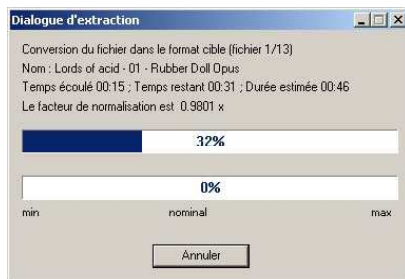 Dialogue d'extraction
Conversion du fichier dans le format cible (fichier 1/13)
Nom : Lords of acid - 01 - Rubber Doll Opus
Temps écoulé 00:15 ; Temps restant 00:31 ; Durée estimée 00:46
Le facteur de normalisation est 0.9801 x
32%
0%
min nominal max
Annuler